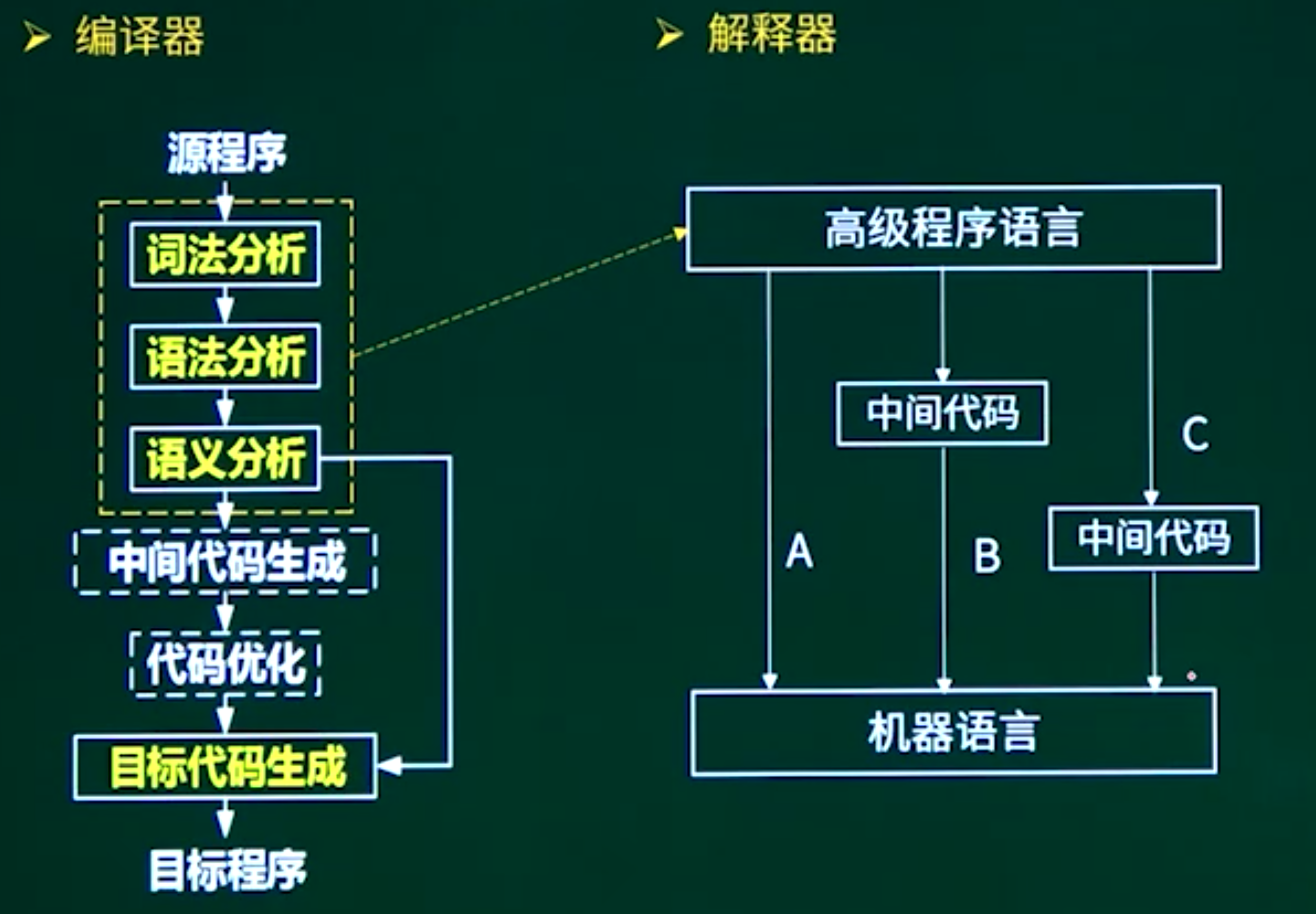 编译器
源程序
词法分析
语法分析
语义分析
中间代码生成
代码优化
目标代码生成
目标程序
解释器
高级程序语言
中间代码
C
中间代码
A
B
机器语言